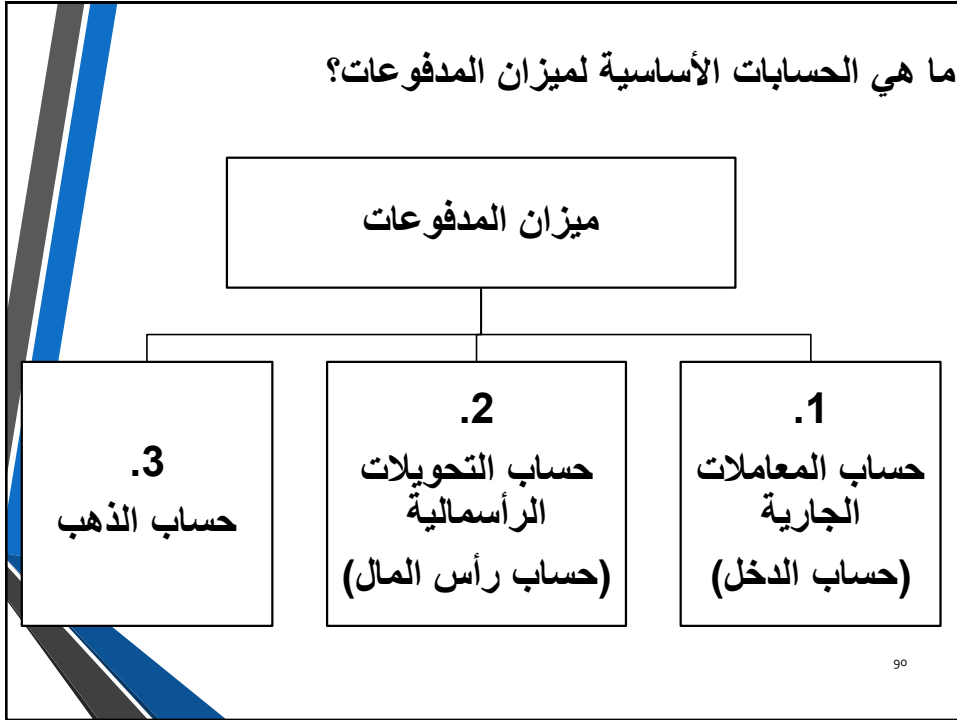 ما هي الحسابات الأساسية لميزان المدفوعات؟
ميزان المدفوعات
.1
حساب المعاملات
الجارية
(حساب الدخل)
.2
حساب التحويلات
الرأسمالية
(حساب رأس المال)
.3
حساب الذهب
90